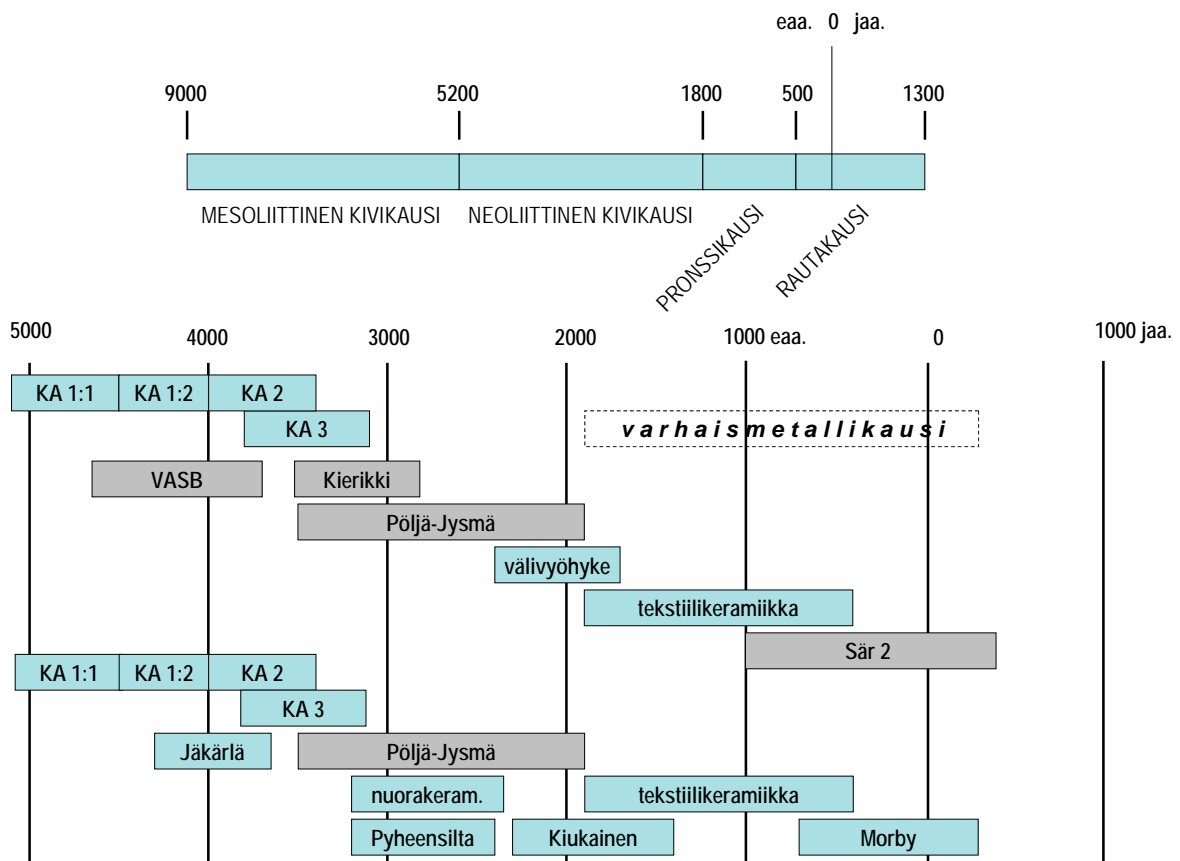 eaa. 0 jaa.
9000 5200 1800 500 1300
MESOLIITTINEN KIVIKAUSI NEOLIITTINEN KIVIKAUSI
PRONSSIKAUSI
RAUTAKAUSI
5000 4000 3000 2000 1000 eaa. 0 1000 jaa.
KA 1:1 KA 1:2 KA 2
KA 3 varhaismetallikausi
VASB Kierikki
Pöljä-Jysmä
välivyöhyke
tekstiilikeramiikka
Sär 2
KA 1:1 KA 1:2 KA 2
KA 3
Jäkärlä Pöljä-Jysmä
nuorakeram. tekstiilikeramiikka
Pyheensilta Kiukainen Morby